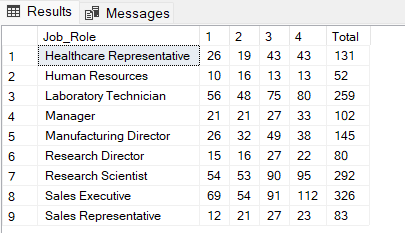 Results Messages
Job_Role 1 2 3 4 Total
1 Healthcare Representative 26 19 43 43 131
2 Human Resources 10 16 13 13 52
3 Laboratory Technician 56 48 75 80 259
4 Manager 21 21 27 33 102
5 Manufacturing Director 26 32 49 38 145
6 Research Director 15 16 27 22 80
7 Research Scientist 54 53 90 95 292
8 Sales Executive 69 54 91 112 326
9 Sales Representative 12 21 27 23 83